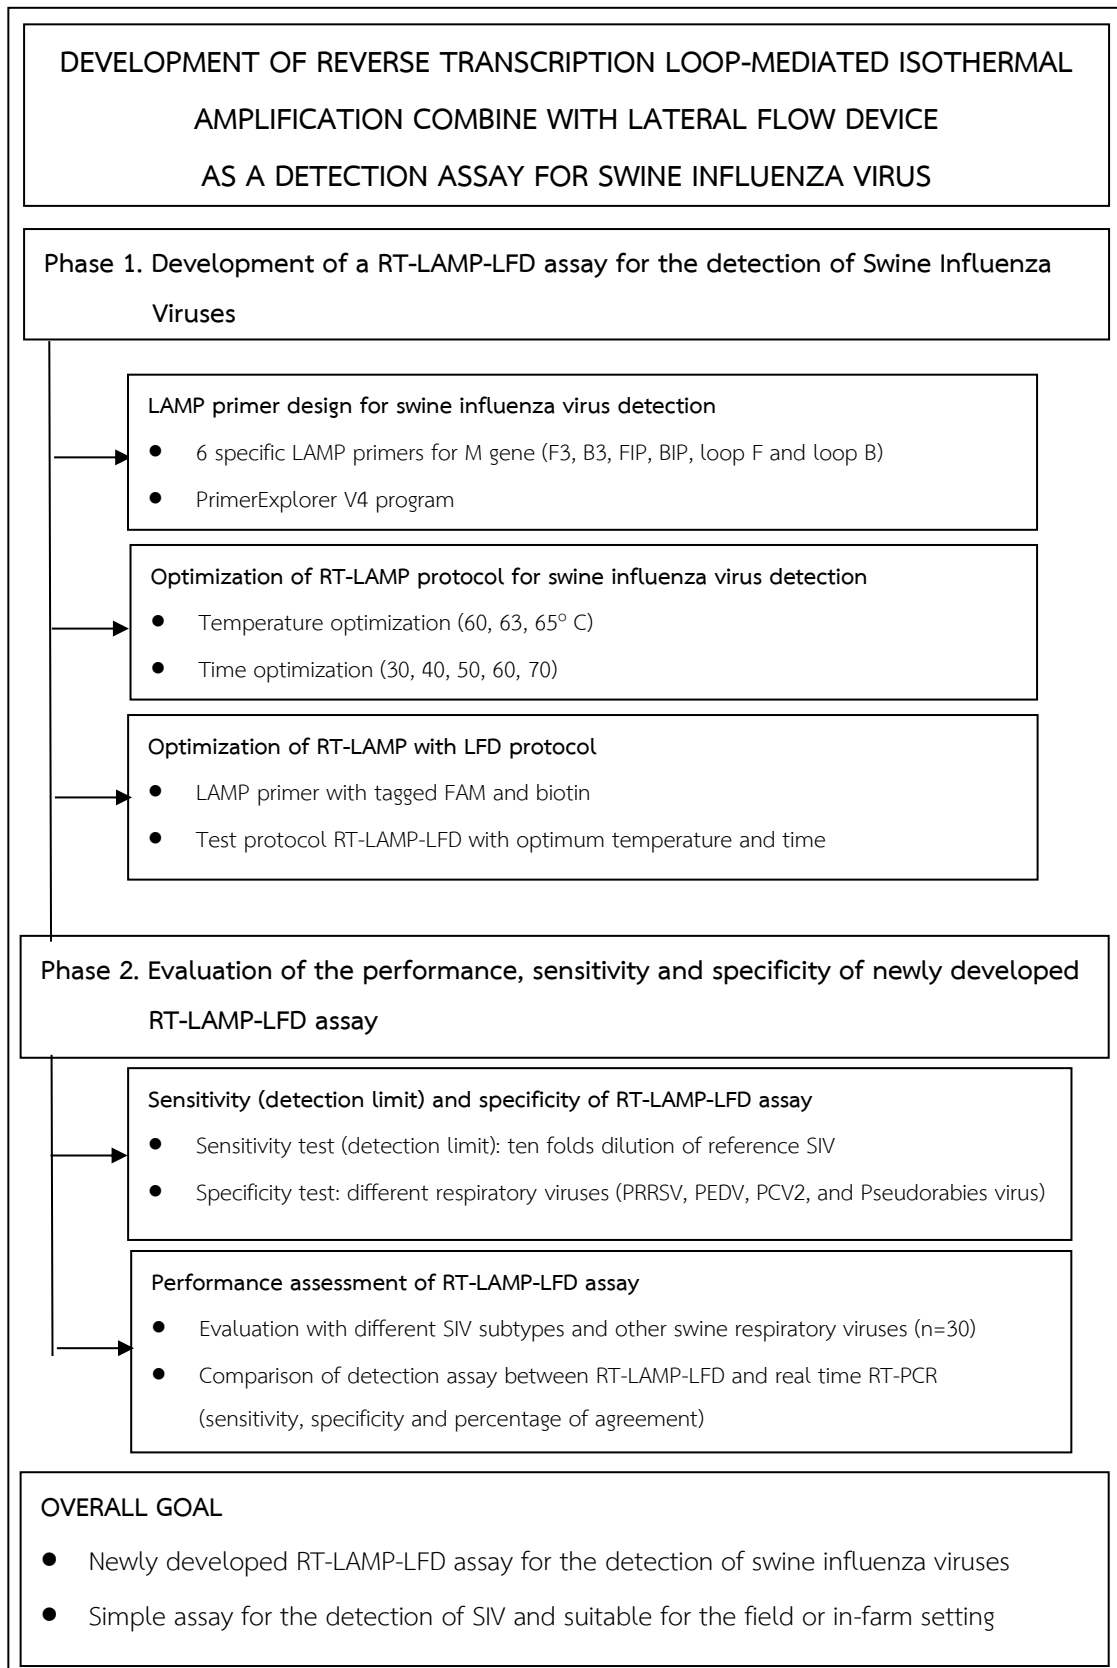 DEVELOPMENT OF REVERSE TRANSCRIPTION LOOP-MEDIATED ISOTHERMAL
AMPLIFICATION COMBINE WITH LATERAL FLOW DEVICE
AS A DETECTION ASSAY FOR SWINE INFLUENZA VIRUS
Phase 1. Development of a RT-LAMP-LFD assay for the detection of Swine Influenza
Viruses
LAMP primer design for swine influenza virus detection
● 6 specific LAMP primers for M gene (F3, B3, FIP, BIP, loop F and loop B)
● PrimerExplorer V4 program
Optimization of RT-LAMP protocol for swine influenza virus detection
● Temperature optimization (60, 63, 65° C)
● Time optimization (30, 40, 50, 60, 70)
Optimization of RT-LAMP with LFD protocol
● LAMP primer with tagged FAM and biotin
● Test protocol RT-LAMP-LFD with optimum temperature and time
Phase 2. Evaluation of the performance, sensitivity and specificity of newly developed
RT-LAMP-LFD assay
Sensitivity (detection limit) and specificity of RT-LAMP-LFD assay
● Sensitivity test (detection limit): ten folds dilution of reference SIV
● Specificity test: different respiratory viruses (PRRSV, PEDV, PCV2, and Pseudorabies virus)
Performance assessment of RT-LAMP-LFD assay
● Evaluation with different SIV subtypes and other swine respiratory viruses (n=30)
● Comparison of detection assay between RT-LAMP-LFD and real time RT-PCR
(sensitivity, specificity and percentage of agreement)
OVERALL GOAL
● Newly developed RT-LAMP-LFD assay for the detection of swine influenza viruses
● Simple assay for the detection of SIV and suitable for the field or in-farm setting